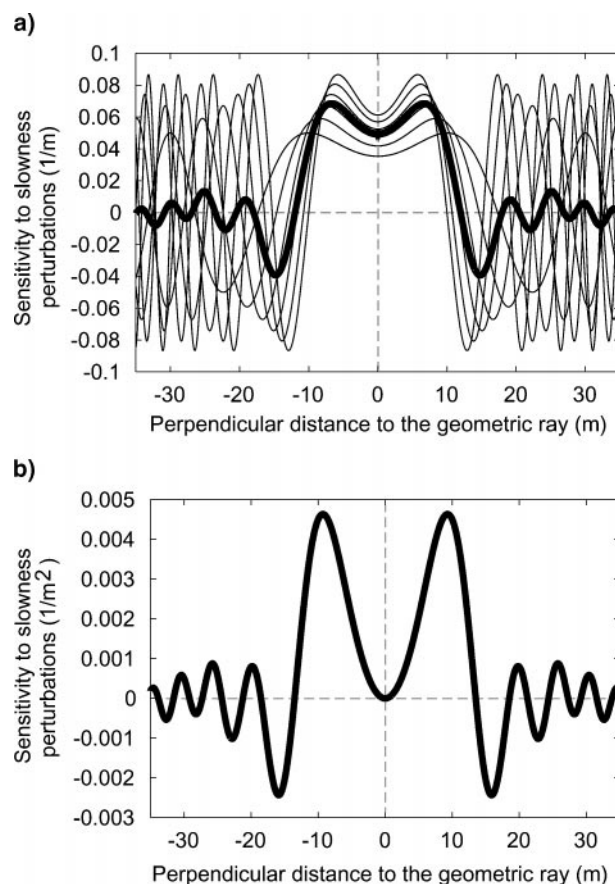 a)
0.1
0.08
0.06
0.04
0.02
0
-0.02
-0.04
-0.06
-0.08
-0.1
Sensitivity to slowness
perturbations (1/m)
-30 -20 -10 0 10 20 30
Perpendicular distance to the geometric ray (m)
b)
0.005
0.004
0.003
0.002
0.001
0
-0.001
-0.002
-0.003
Sensitivity to slowness
perturbations (1/m2)
-30 -20 -10 0 10 20 30
Perpendicular distance to the geometric ray (m)